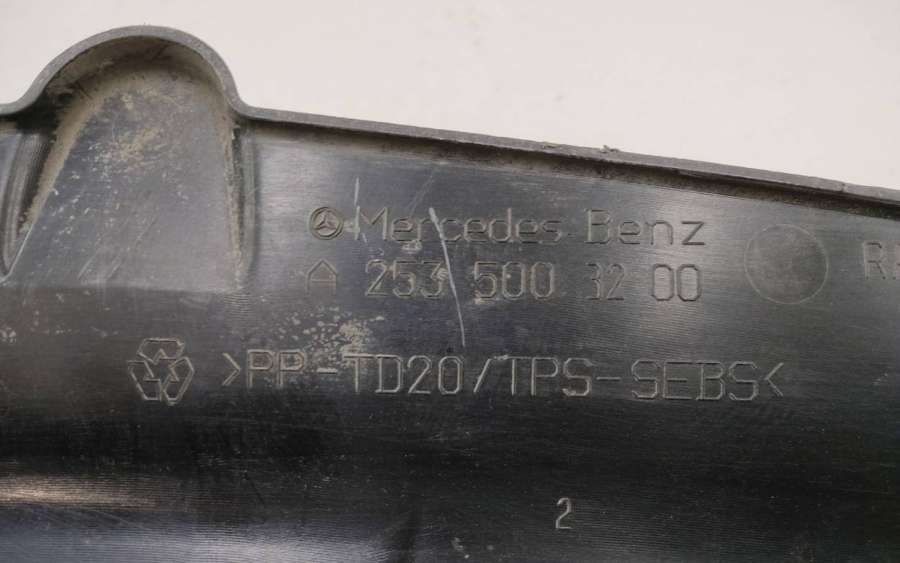 Mercedes-Benz
A 253 500 32 00
>PP-TD20/TPS-SEBS<
2